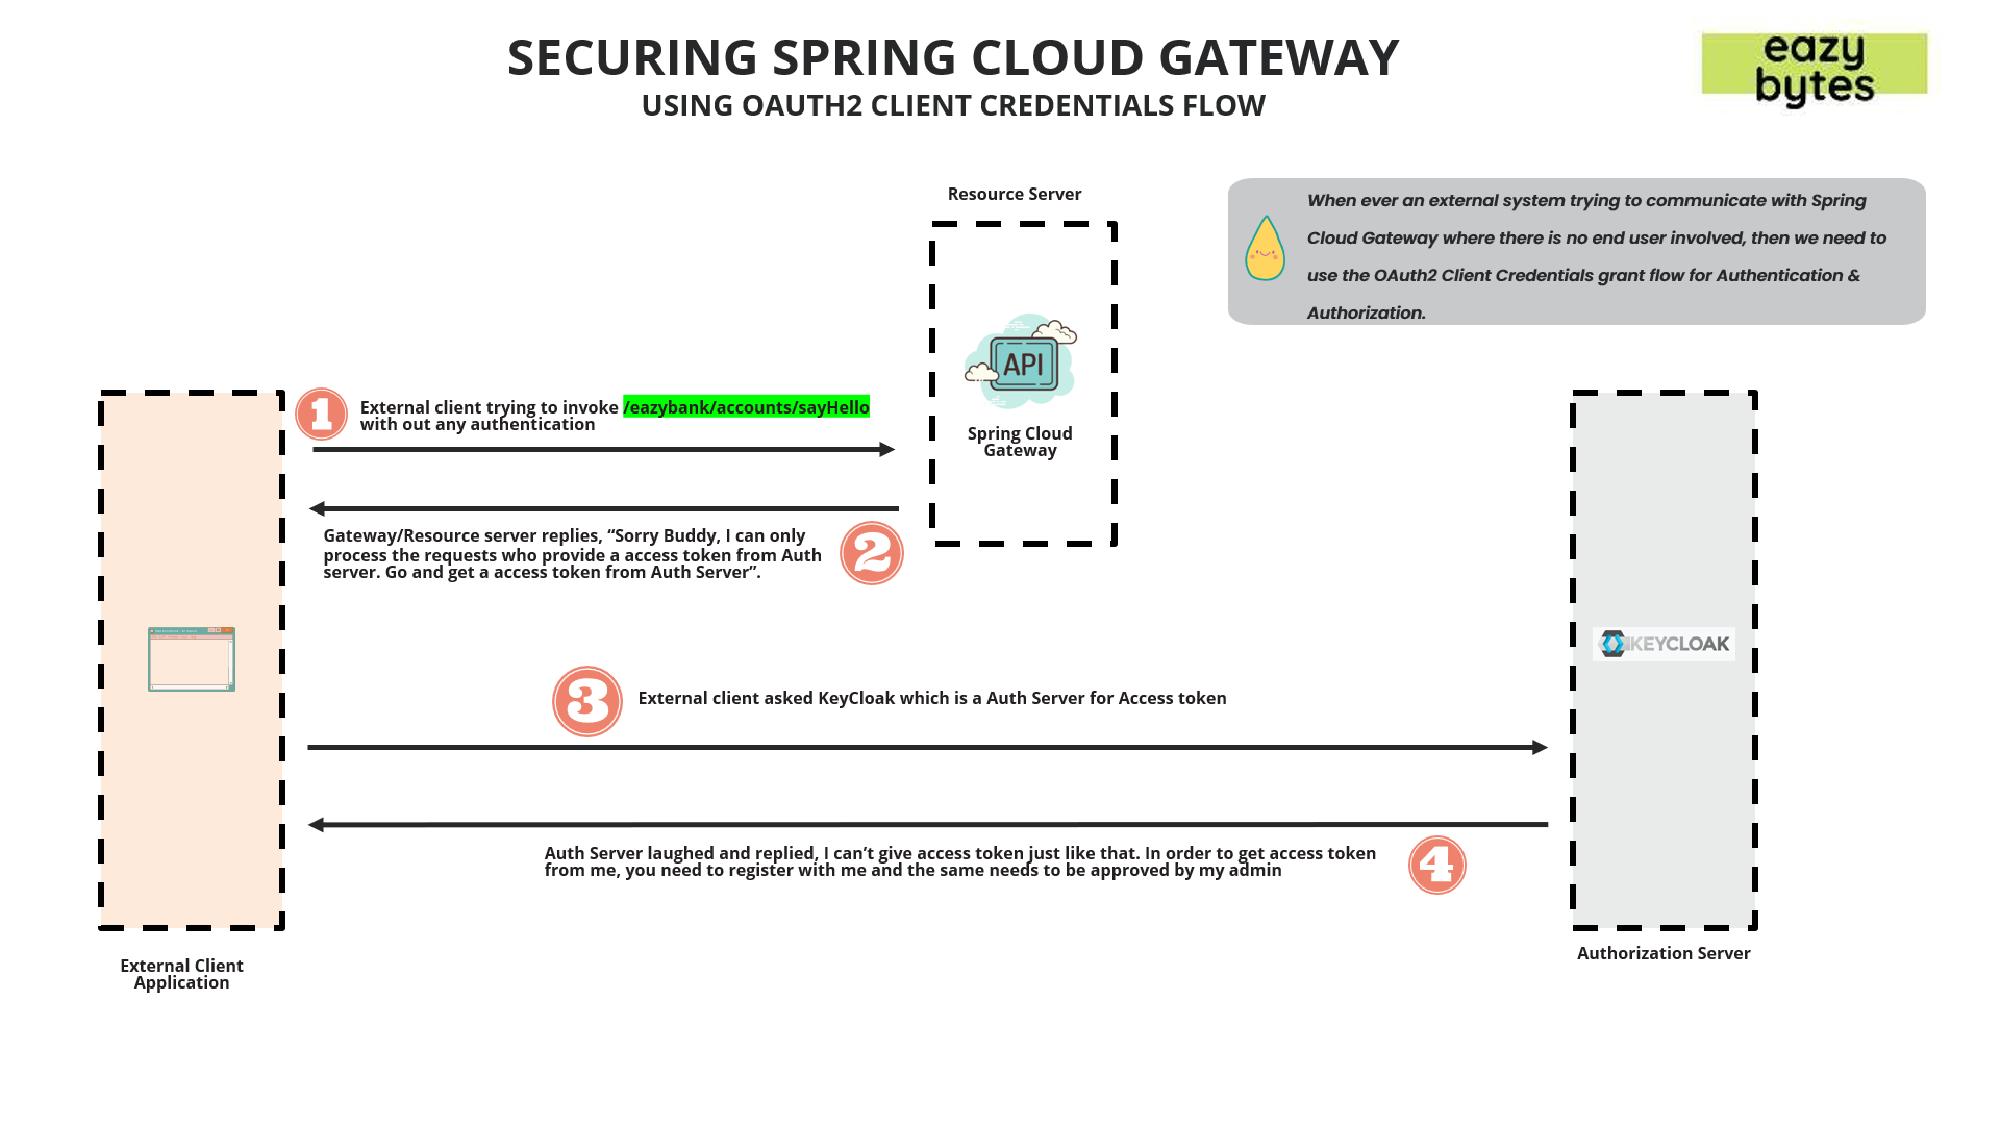 SECURING SPRING CLOUD GATEWAY
USING OAUTH2 CLIENT CREDENTIALS FLOW
eazy
bytes
Resource Server
When ever an external system trying to communicate with Spring
Cloud Gateway where there is no end user involved, then we need to
use the OAuth2 Client Credentials grant flow for Authentication &
Authorization.
API
Spring Cloud
Gateway
1
External client trying to invoke /eazybank/accounts/sayHello
with out any authentication
Gateway/Resource server replies, “Sorry Buddy, I can only
process the requests who provide a access token from Auth
server. Go and get a access token from Auth Server”.
2
KEYCLOAK
3
External client asked KeyCloak which is a Auth Server for Access token
Auth Server laughed and replied, I can’t give access token just like that. In order to get access token
from me, you need to register with me and the same needs to be approved by my admin
4
External Client
Application
Authorization Server